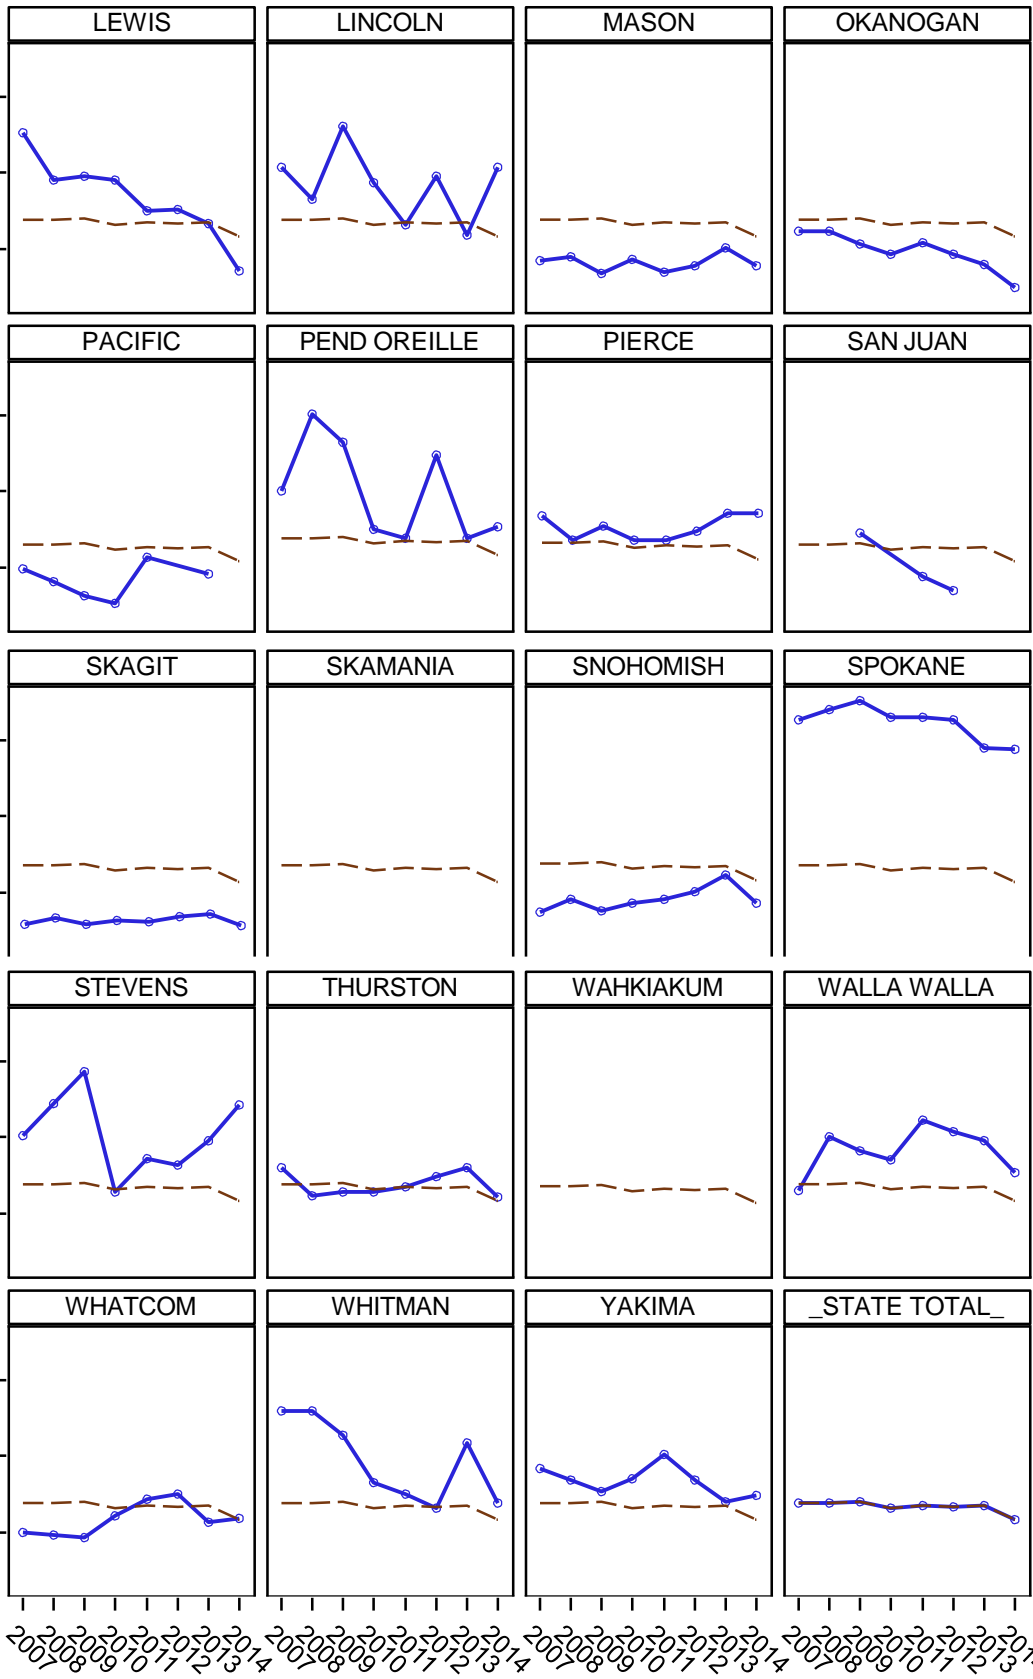 LEWIS LINCOLN MASON OKANOGAN
PACIFIC PEND OREILLE PIERCE SAN JUAN
SKAGIT SKAMANIA SNOHOMISH SPOKANE
STEVENS THURSTON WAHKIAKUM WALLA WALLA
WHATCOM WHITMAN YAKIMA _STATE TOTAL_
2007 2008 2009 2010 2011 2012 2013 2014 2007 2008 2009 2010 2011 2012 2013 2014 2007 2008 2009 2010 2011 2012 2013 2014 2007 2008 2009 2010 2011 2012 2013